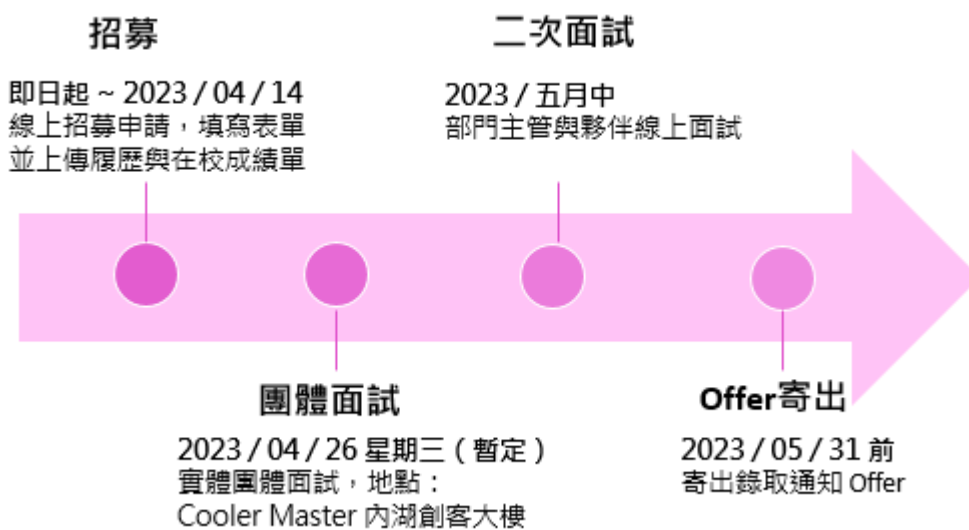 招募
即日起 ~ 2023 / 04 / 14
線上招募申請，填寫表單
並上傳履歷與在校成績單
團體面試
2023 / 04 / 26 星期三 ( 暫定 )
實體團體面試，地點：
Cooler Master 內湖創客大樓
二次面試
2023 / 五月中
部門主管與夥伴線上面試
Offer寄出
2023 / 05 / 31 前
寄出錄取通知 Offer